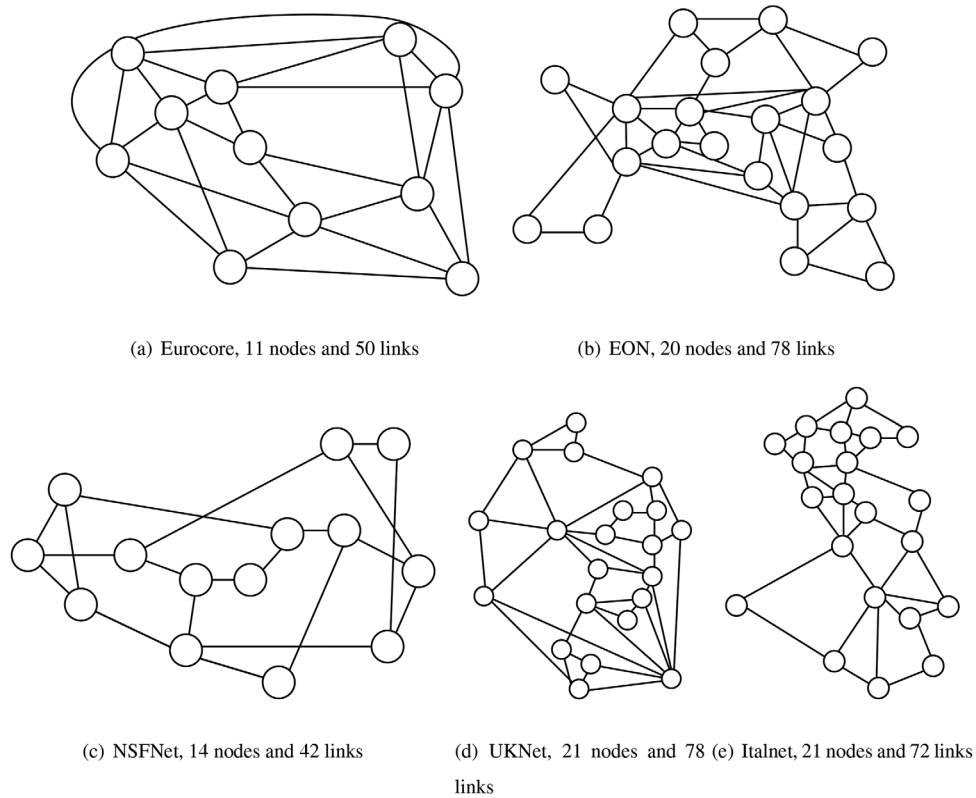 (a) Eurocore, 11 nodes and 50 links
(b) EON, 20 nodes and 78 links
(c) NSFNet, 14 nodes and 42 links
(d) UKNet, 21 nodes and 78
links
(e) Italnet, 21 nodes and 72 links